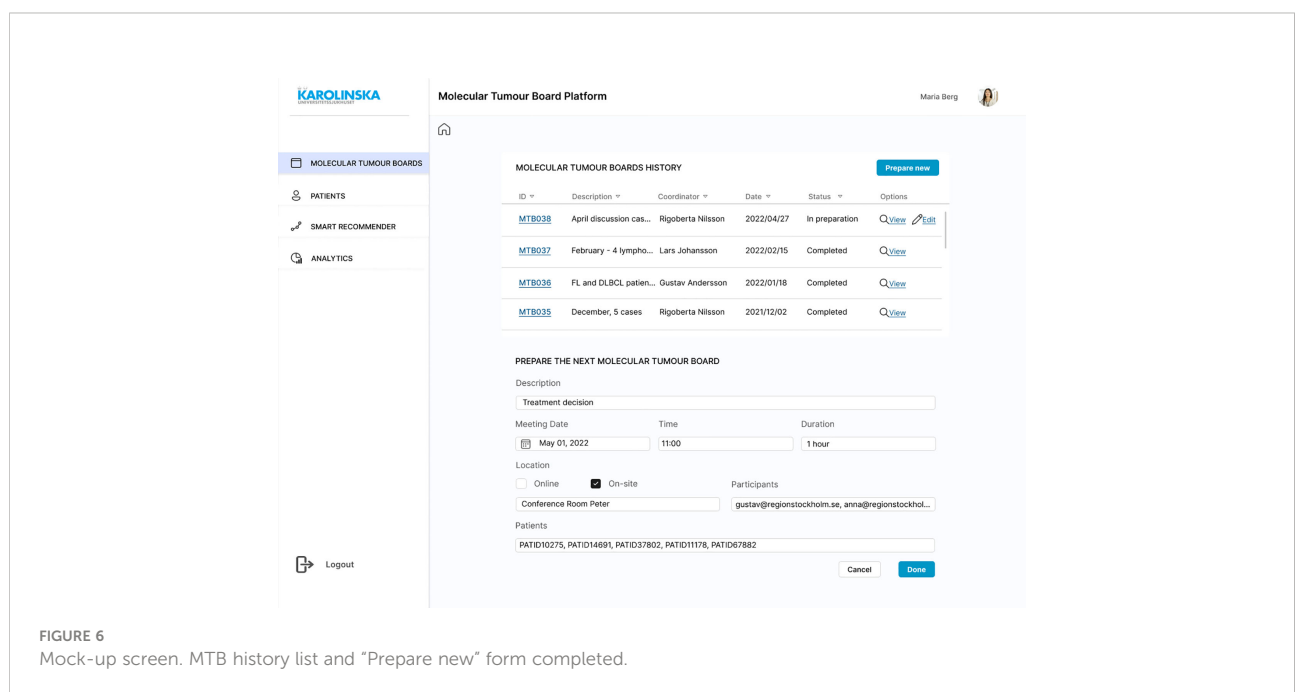 KAROLINSKA
UNIVERSITETSSJUKHUSET
Molecular Tumour Board Platform
Maria Berg
MOLECULAR TUMOUR BOARDS
PATIENTS
SMART RECOMMENDER
ANALYTICS
Logout
MOLECULAR TUMOUR BOARDS HISTORY
Prepare new
ID Description Coordinator Date Status Options
MTB038 April discussion cas... Rigoberta Nilsson 2022/04/27 In preparation View Edit
MTB037 February - 4 lympho... Lars Johansson 2022/02/15 Completed View
MTB036 FL and DLBCL patien... Gustav Andersson 2022/01/18 Completed View
MTB035 December, 5 cases Rigoberta Nilsson 2021/12/02 Completed View
PREPARE THE NEXT MOLECULAR TUMOUR BOARD
Description
Treatment decision
Meeting Date Time Duration
May 01, 2022 11:00 1 hour
Location
Online On-site Participants
Conference Room Peter gustav@regionstockholm.se, anna@regionstockhol...
Patients
PATID10275, PATID14691, PATID37802, PATID11178, PATID67882
Cancel Done
FIGURE 6
Mock-up screen. MTB history list and “Prepare new” form completed.